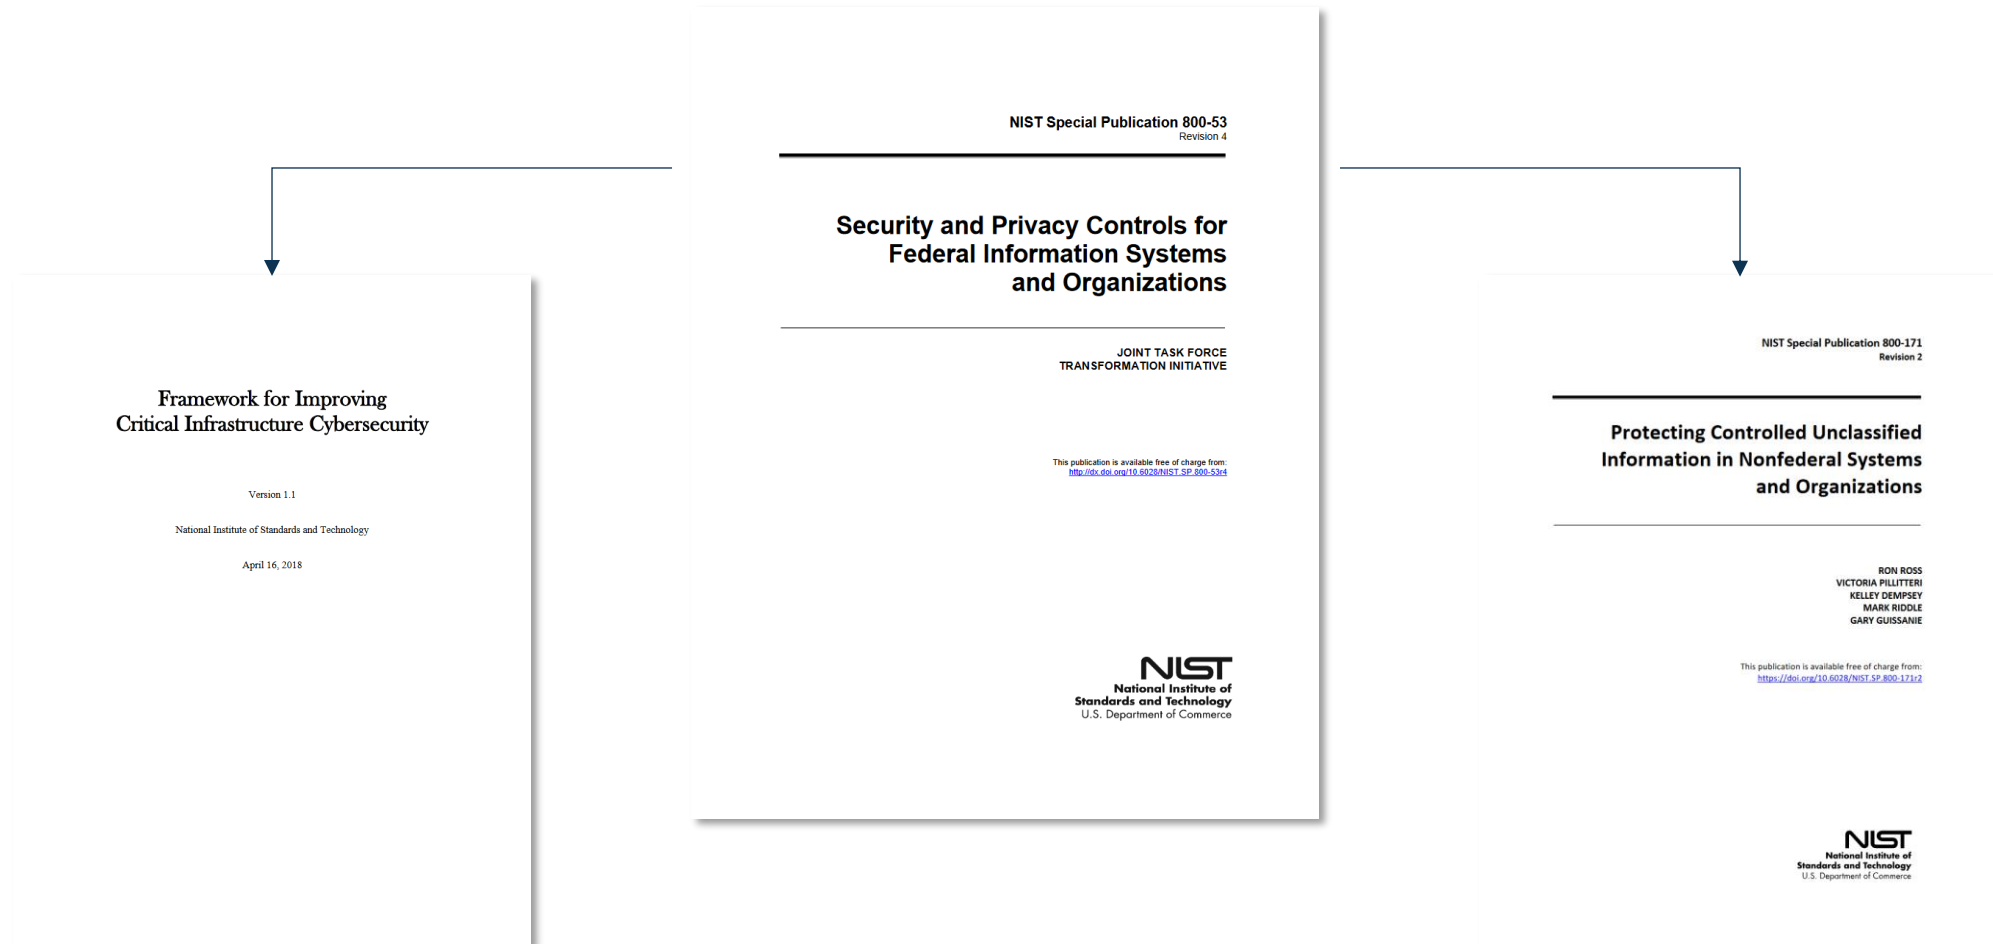 NIST Special Publication 800-53
Revision 4
Security and Privacy Controls for
Federal Information Systems
and Organizations
JOINT TASK FORCE
TRANSFORMATION INITIATIVE
This publication is available free of charge from:
http://dx.doi.org/10.6028/NIST.SP.800-53r4
NIST
National Institute of
Standards and Technology
U.S. Department of Commerce
Framework for Improving
Critical Infrastructure Cybersecurity
Version 1.1
National Institute of Standards and Technology
April 16, 2018
NIST Special Publication 800-171
Revision 2
Protecting Controlled Unclassified
Information in Nonfederal Systems
and Organizations
RON ROSS
VICTORIA PILLITTERI
KELLEY DEMPSEY
MARK RIDDLE
GARY GUISSANIE
This publication is available free of charge from:
https://doi.org/10.6028/NIST.SP.800-171r2
NIST
National Institute of
Standards and Technology
U.S. Department of Commerce